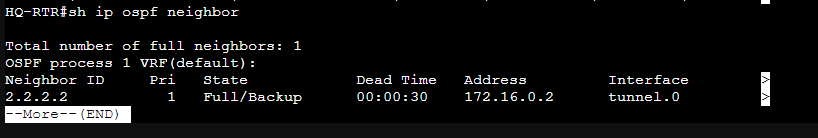 HQ-RTR#sh ip ospf neighbor
Total number of full neighbors: 1
OSPF process 1 VRF(default):
Neighbor ID     Pri   State            Dead Time   Address         Interface           >
2.2.2.2           1   Full/Backup      00:00:30    172.16.0.2      tunnel.0            >
--More--(END)